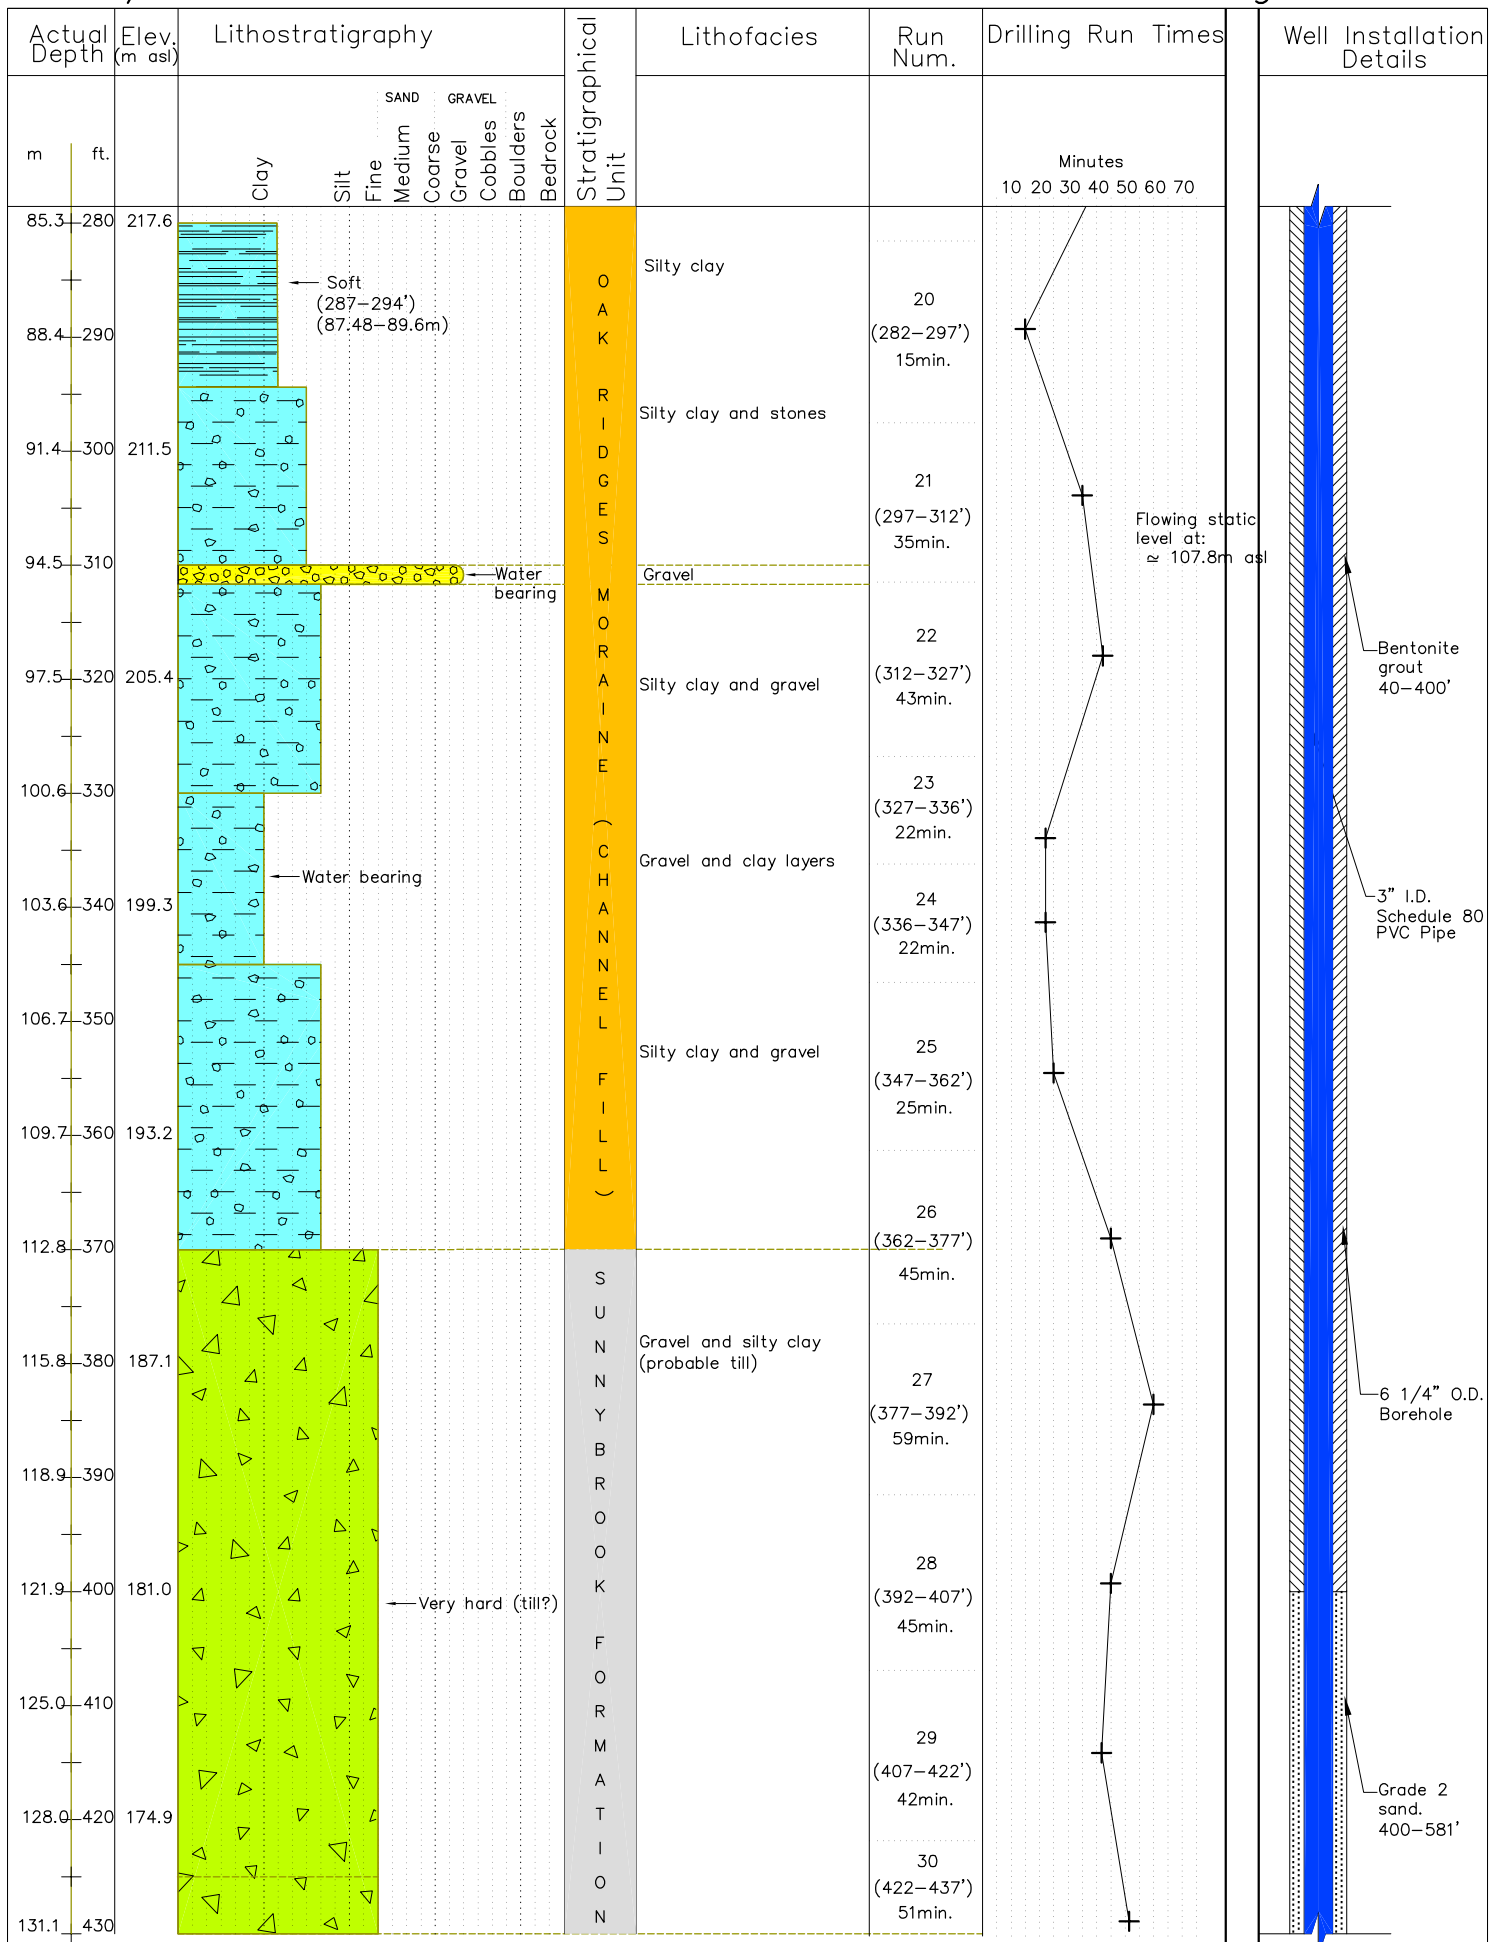 Actual Depth
Elev. (m asl)
Lithostratigraphy
Stratigraphical Unit
Lithofacies
Run Num.
Drilling Run Times
Well Installation Details
m
ft.
SAND
GRAVEL
Clay
Silt
Fine
Medium
Coarse
Gravel
Cobbles
Boulders
Bedrock
Minutes
10 20 30 40 50 60 70
85.3 280 217.6
88.4 290
91.4 300 211.5
94.5 310
97.5 320 205.4
100.6 330
103.6 340 199.3
106.7 350
109.7 360 193.2
112.8 370
115.8 380 187.1
118.9 390
121.9 400 181.0
125.0 410
128.0 420 174.9
131.1 430
Soft
(287–294')
(87.48–89.6m)
Water
bearing
Water bearing
Very hard (till?)
OAK RIDGES MORAINE (CHANNEL FILL)
SUNNYBROOK FORMATION
Silty clay
Silty clay and stones
Gravel
Silty clay and gravel
Gravel and clay layers
Silty clay and gravel
Gravel and silty clay
(probable till)
20
(282–297')
15min.
21
(297–312')
35min.
22
(312–327')
43min.
23
(327–336')
22min.
24
(336–347')
22min.
25
(347–362')
25min.
26
(362–377')
45min.
27
(377–392')
59min.
28
(392–407')
45min.
29
(407–422')
42min.
30
(422–437')
51min.
Flowing static
level at:
≃ 107.8m asl
Bentonite
grout
40–400'
3" I.D.
Schedule 80
PVC Pipe
6 1/4" O.D.
Borehole
Grade 2
sand.
400–581'